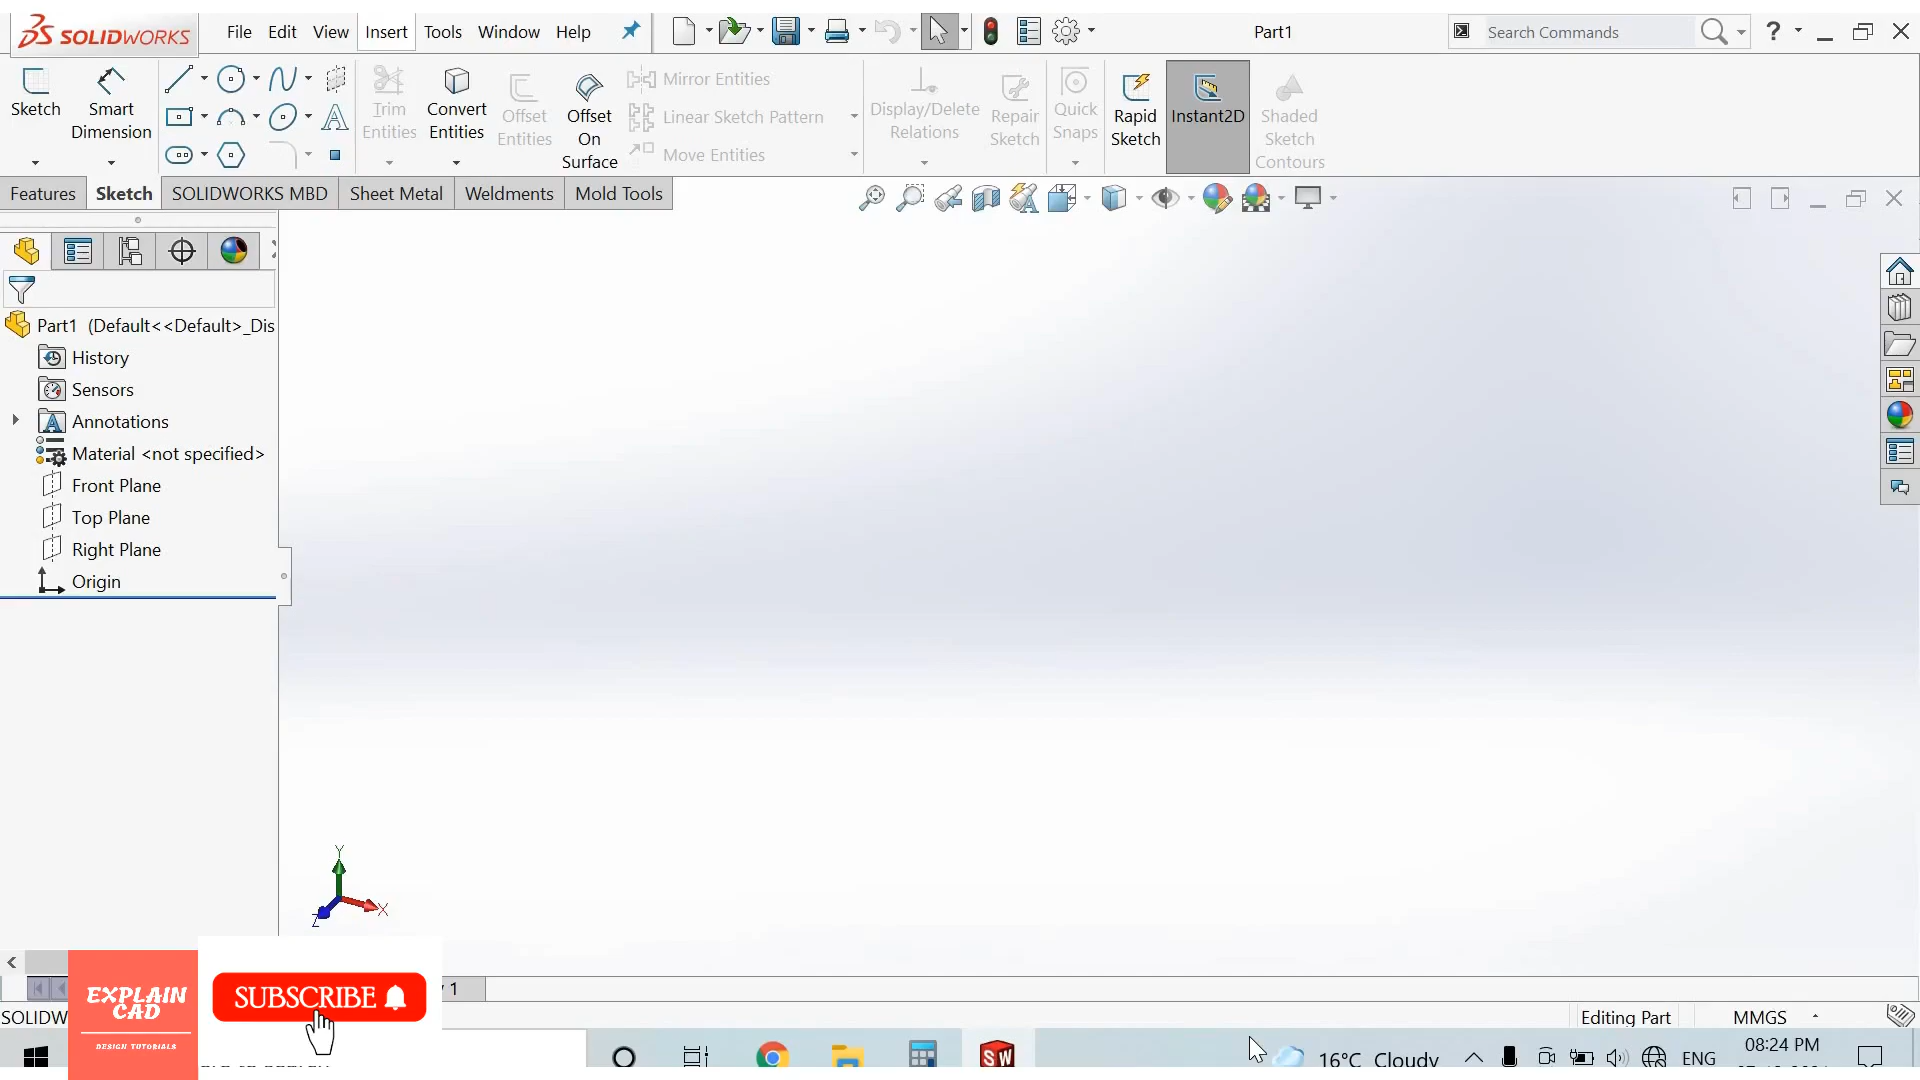 SOLIDWORKS File Edit View Insert Tools Window Help Part1 Search Commands ?
Sketch Smart Dimension Trim Entities Convert Entities Offset Entities Offset On Surface
Mirror Entities
Linear Sketch Pattern
Move Entities
Display/Delete Relations Repair Sketch Quick Snaps Rapid Sketch Instant2D Shaded Sketch Contours
Features Sketch SOLIDWORKS MBD Sheet Metal Weldments Mold Tools
Part1 (Default<<Default>_Dis
History
Sensors
Annotations
Material <not specified>
Front Plane
Top Plane
Right Plane
Origin
Y
X
Z
EXPLAIN
CAD
DESIGN TUTORIALS
SUBSCRIBE
1
SOLIDW
Editing Part MMGS
SW
16°C Cloudy
ENG
08:24 PM